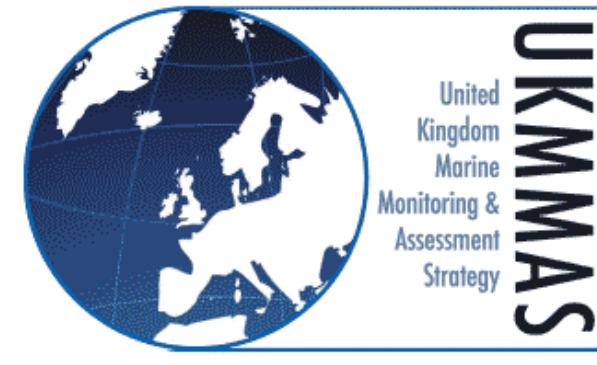 United
Kingdom
Marine
Monitoring &
Assessment
Strategy
UKMMAS